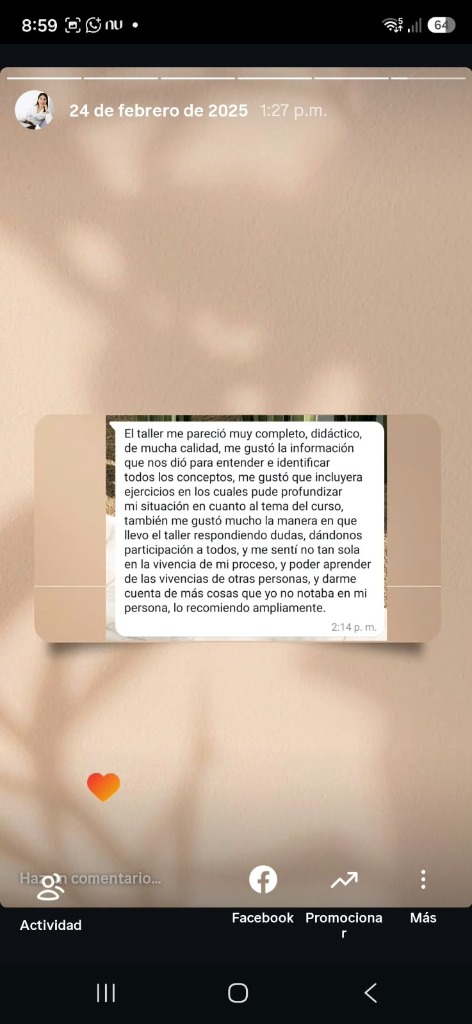 8:59
nu
5
64
24 de febrero de 2025 1:27 p.m.
El taller me pareció muy completo, didáctico,
de mucha calidad, me gustó la información
que nos dió para entender e identificar
todos los conceptos, me gustó que incluyera
ejercicios en los cuales pude profundizar
mi situación en cuanto al tema del curso,
también me gustó mucho la manera en que
llevo el taller respondiendo dudas, dándonos
participación a todos, y me sentí no tan sola
en la vivencia de mi proceso, y poder aprender
de las vivencias de otras personas, y darme
cuenta de más cosas que yo no notaba en mi
persona, lo recomiendo ampliamente.
2:14 p. m.
Haz un comentario...
Actividad
Facebook
Promociona
r
Más